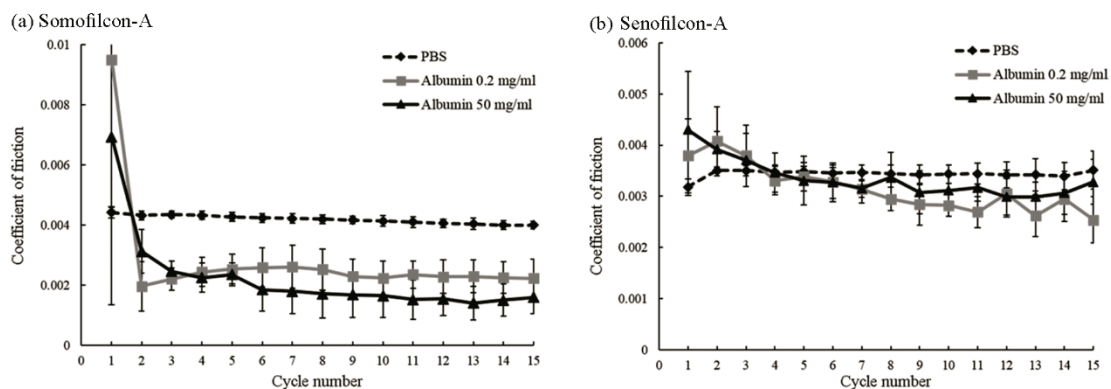 (a) Somofilcon-A
0.01
0.008
0.006
0.004
0.002
0
Coefficient of friction
PBS
Albumin 0.2 mg/ml
Albumin 50 mg/ml
0 1 2 3 4 5 6 7 8 9 10 11 12 13 14 15
Cycle number
(b) Senofilcon-A
0.006
0.005
0.004
0.003
0.002
0.001
0
Coefficient of friction
PBS
Albumin 0.2 mg/ml
Albumin 50 mg/ml
0 1 2 3 4 5 6 7 8 9 10 11 12 13 14 15
Cycle number